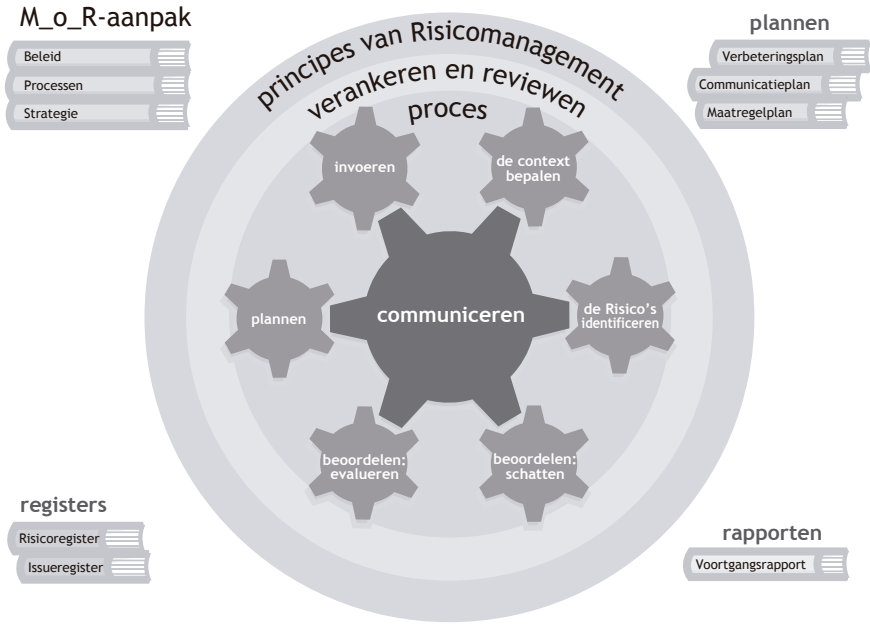 M_o_R-aanpak
Beleid
Processen
Strategie
plannen
Verbeteringsplan
Communicatieplan
Maatregelplan
principes van Risicomanagement
verankeren en reviewen
proces
invoeren
de context
bepalen
plannen
communiceren
de Risico's
identificeren
beoordelen:
evalueren
beoordelen:
schatten
registers
Risicoregister
Issueregister
rapporten
Voortgangsrapport